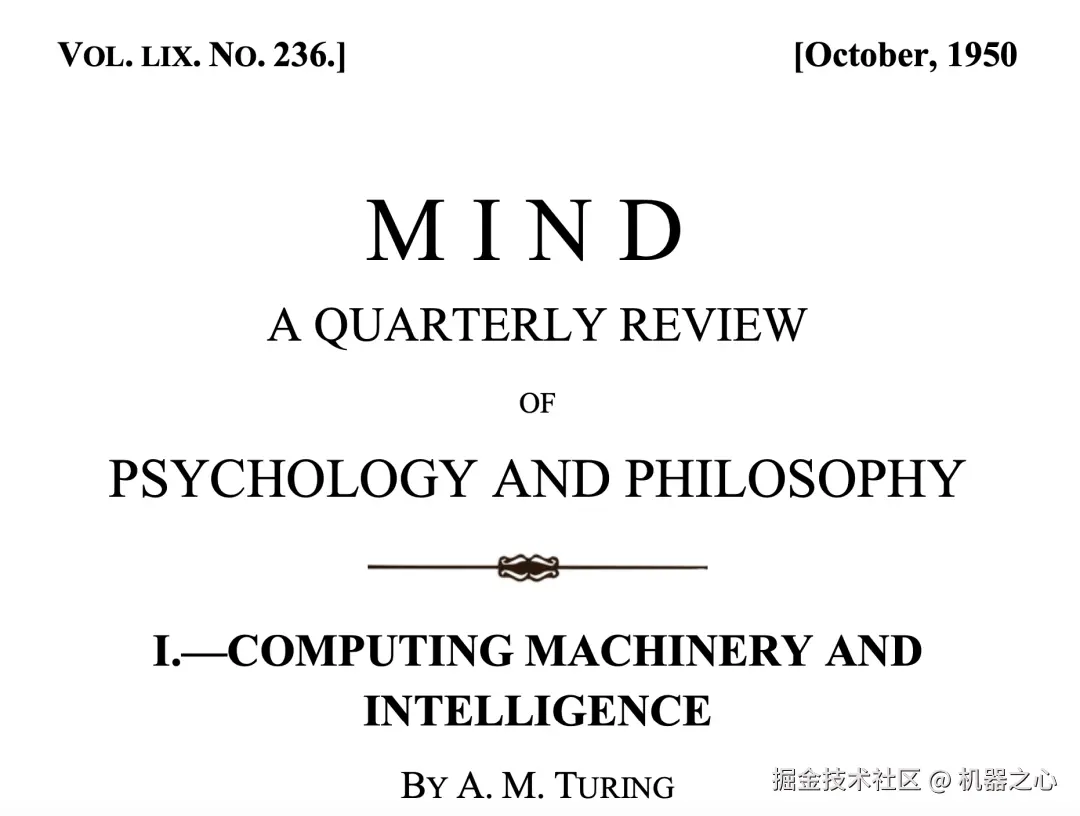 VOL. LIX. NO. 236.] [October, 1950
MIND
A QUARTERLY REVIEW
OF
PSYCHOLOGY AND PHILOSOPHY
I.—COMPUTING MACHINERY AND
INTELLIGENCE
BY A. M. TURING
掘金技术社区 @ 机器之心